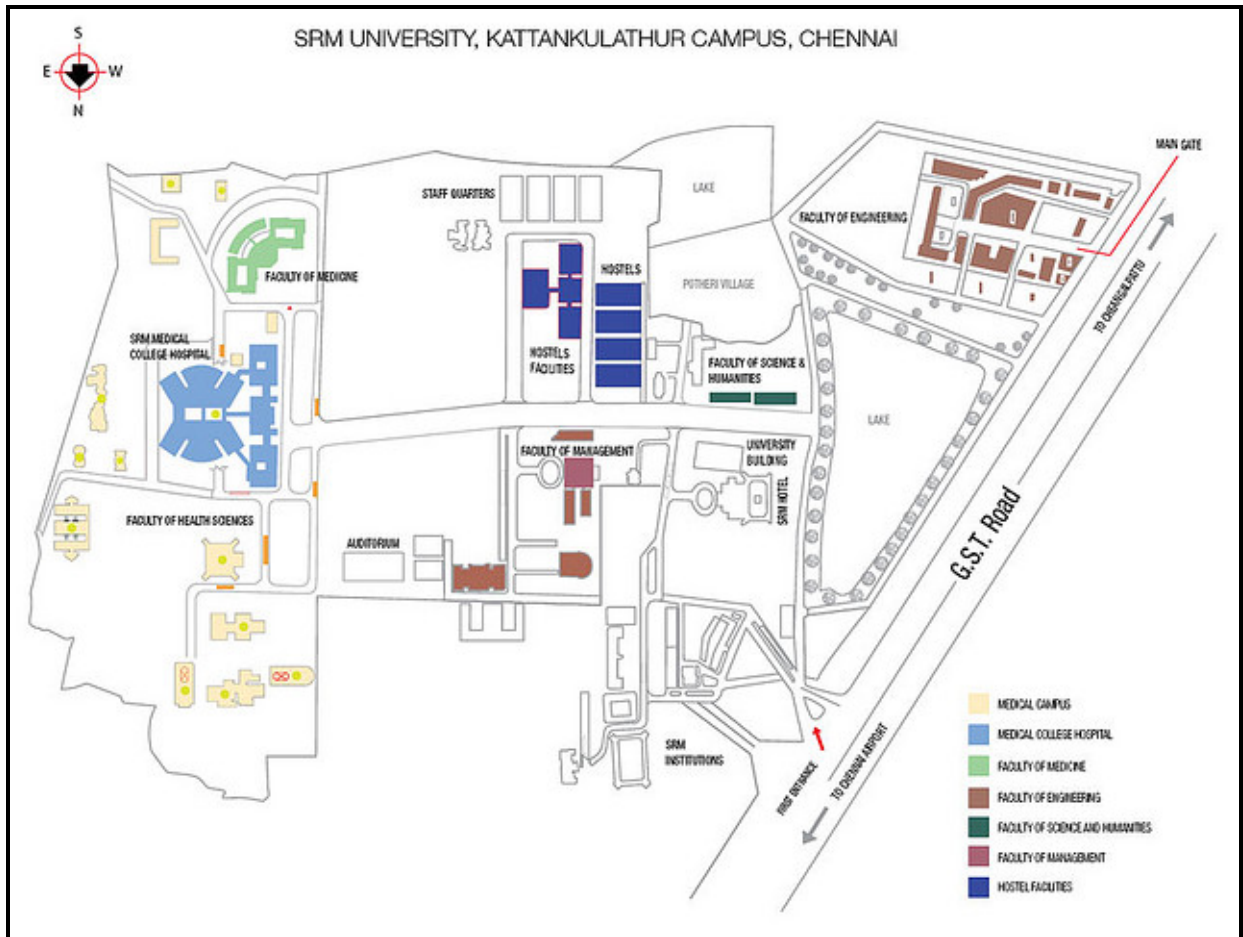 SRM UNIVERSITY, KATTANKULATHUR CAMPUS, CHENNAI
S
E
W
N
MAIN GATE
STAFF QUARTERS
LAKE
FACULTY OF ENGINEERING
FACULTY OF MEDICINE
HOSTELS
POTHERI VILLAGE
TO CHENGALPATTU
SRM MEDICAL
COLLEGE HOSPITAL
HOSTELS
FACILITIES
FACULTY OF SCIENCE &
HUMANITIES
LAKE
FACULTY OF MANAGEMENT
UNIVERSITY
BUILDING
SRM HOTEL
FACULTY OF HEALTH SCIENCES
AUDITORIUM
G.S.T. Road
SRM
INSTITUTIONS
FIRST ENTRANCE
TO CHENNAI AIRPORT
MEDICAL CAMPUS
MEDICAL COLLEGE HOSPITAL
FACULTY OF MEDICINE
FACULTY OF ENGINEERING
FACULTY OF SCIENCE AND HUMANITIES
FACULTY OF MANAGEMENT
HOSTEL FACILITIES